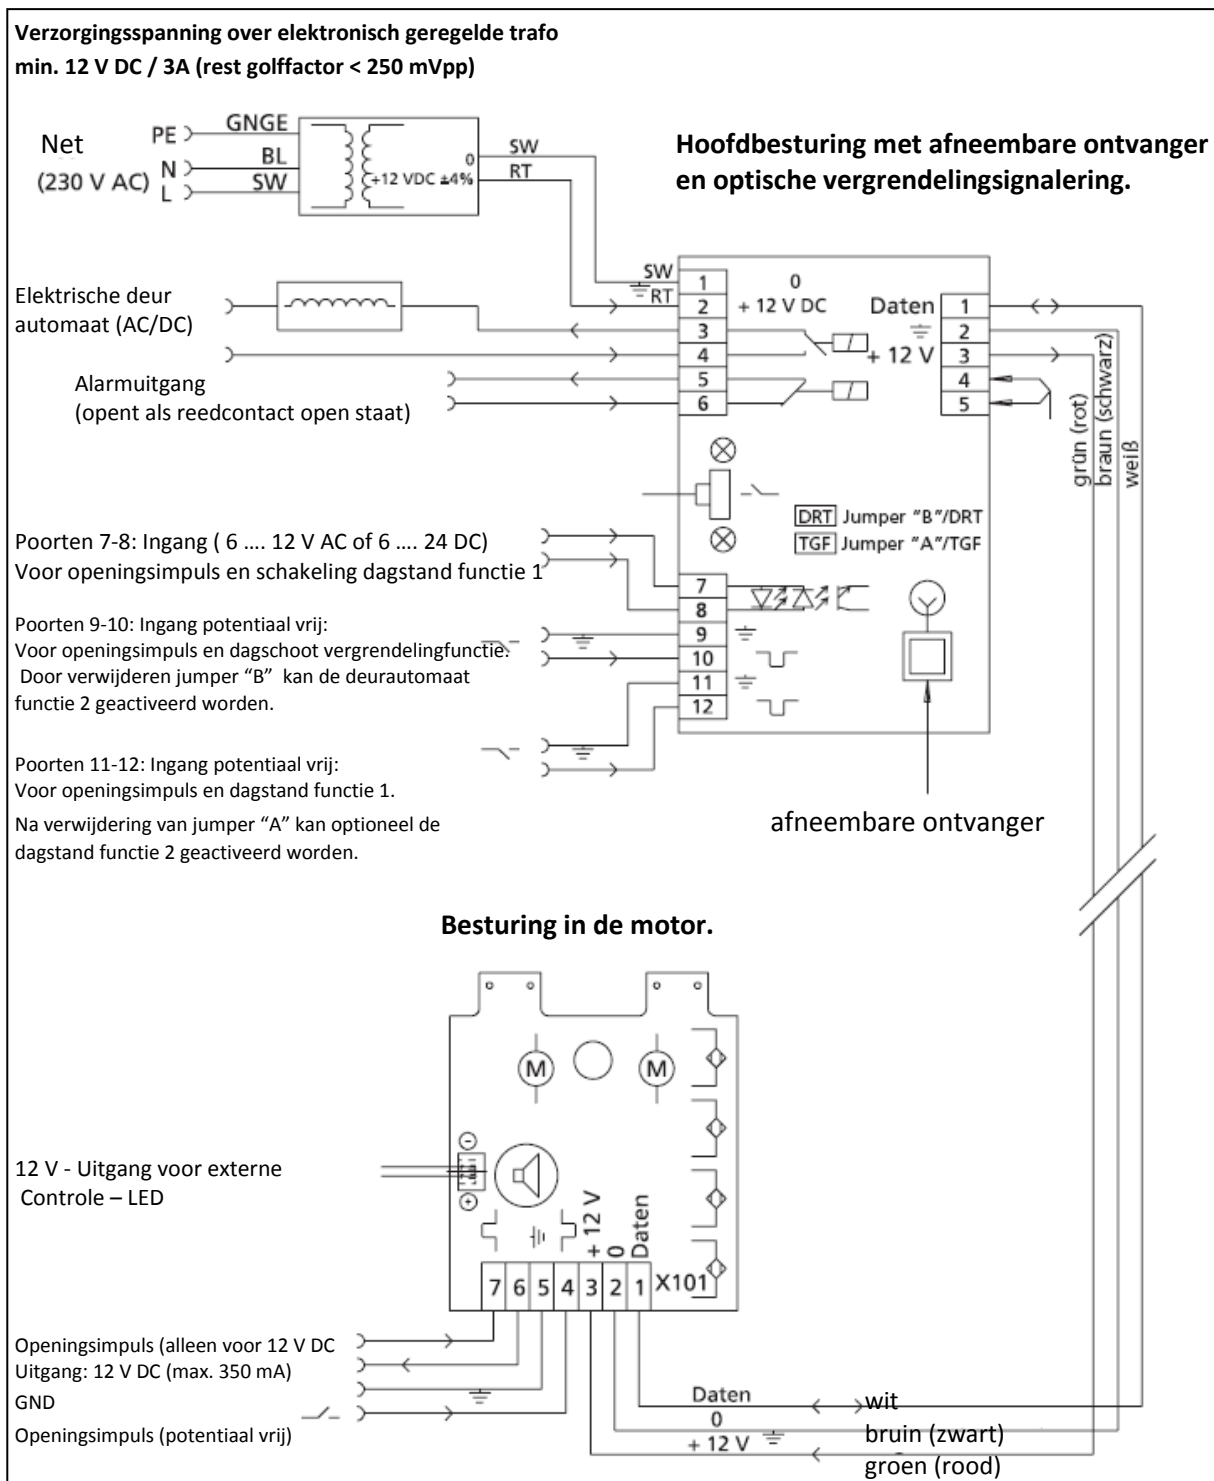 Verzorgingsspanning over elektronisch geregelde trafo
min. 12 V DC / 3A (rest golffactor < 250 mVpp)
Net
(230 V AC)
PE
GNGE
N
BL
L
SW
0
+12 VDC ±4%
SW
RT
Hoofdbesturing met afneembare ontvanger
en optische vergrendelingsignalering.
SW
RT
1
2
3
4
5
6
0
+ 12 V DC
Daten
+ 12 V
1
2
3
4
5
Elektrische deur
automaat (AC/DC)
Alarmuitgang
(opent als reedcontact open staat)
grün (rot)
braun (schwarz)
weiß
DRT Jumper "B"/DRT
TGF Jumper "A"/TGF
Poorten 7-8: Ingang ( 6 .... 12 V AC of 6 .... 24 DC)
Voor openingsimpuls en schakeling dagstand functie 1
7
8
9
10
11
12
Poorten 9-10: Ingang potentiaal vrij:
Voor openingsimpuls en dagschoot vergrendelingfunctie.
Door verwijderen jumper “B” kan de deurautomaat
functie 2 geactiveerd worden.
Poorten 11-12: Ingang potentiaal vrij:
Voor openingsimpuls en dagstand functie 1.
Na verwijdering van jumper “A” kan optioneel de
dagstand functie 2 geactiveerd worden.
afneembare ontvanger
Besturing in de motor.
M
M
12 V - Uitgang voor externe
Controle – LED
+ 12 V
0
Daten
7 6 5 4 3 2 1 X101
Openingsimpuls (alleen voor 12 V DC
Uitgang: 12 V DC (max. 350 mA)
GND
Openingsimpuls (potentiaal vrij)
Daten
0
+ 12 V
wit
bruin (zwart)
groen (rood)